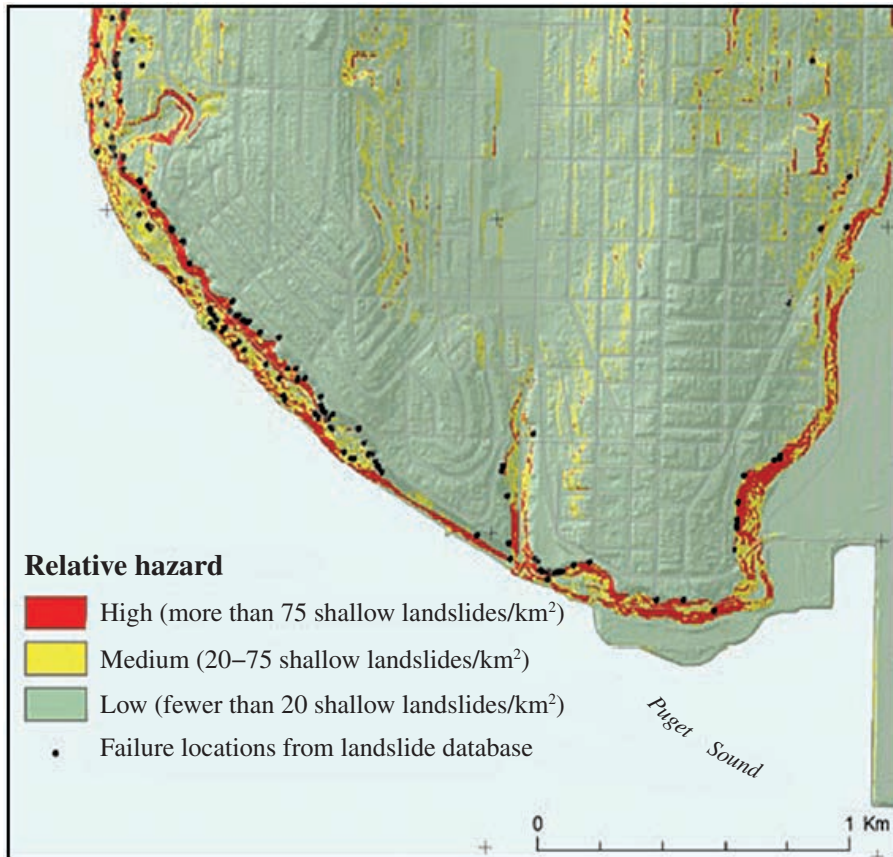 Relative hazard
High (more than 75 shallow landslides/km²)
Medium (20–75 shallow landslides/km²)
Low (fewer than 20 shallow landslides/km²)
Failure locations from landslide database
Puget Sound
0 1 Km